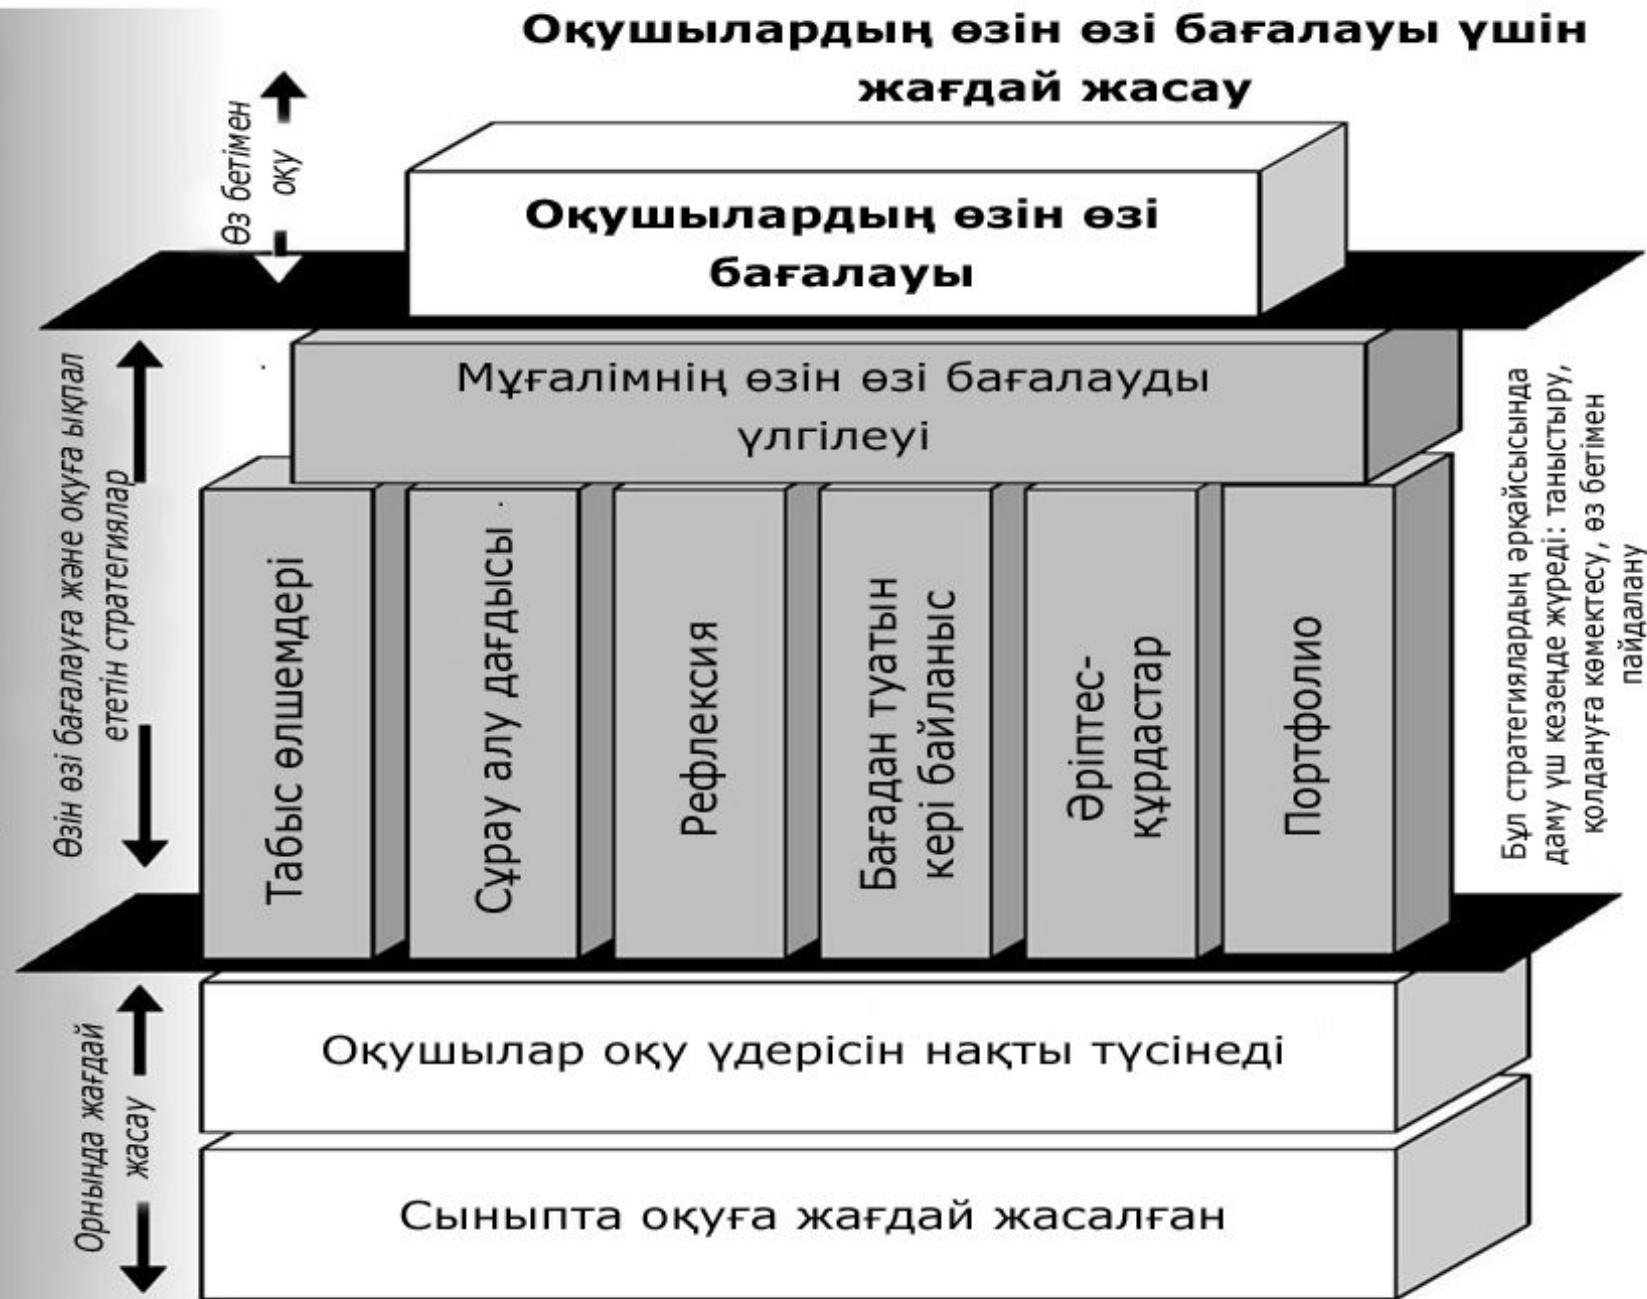 Оқушылардың өзін өзі бағалауы үшін
жағдай жасау
Өз бетімен
оқу
Оқушылардың өзін өзі
бағалауы
Өзін өзі бағалауға және оқуға ықпал
ететін стратегиялар
Мұғалімнің өзін өзі бағалауды
үлгілеуі
Табыс өлшемдері
Сұрау алу дағдысы
Рефлексия
Бағадан туатын
кері байланыс
Әріптес-
құрдастар
Портфолио
Бұл стратегиялардың әрқайсысында
даму үш кезеңде жүреді: таныстыру,
қолдануға көмектесу, өз бетімен
пайдалану
Орнында жағдай
жасау
Оқушылар оқу үдерісін нақты түсінеді
Сыныпта оқуға жағдай жасалған